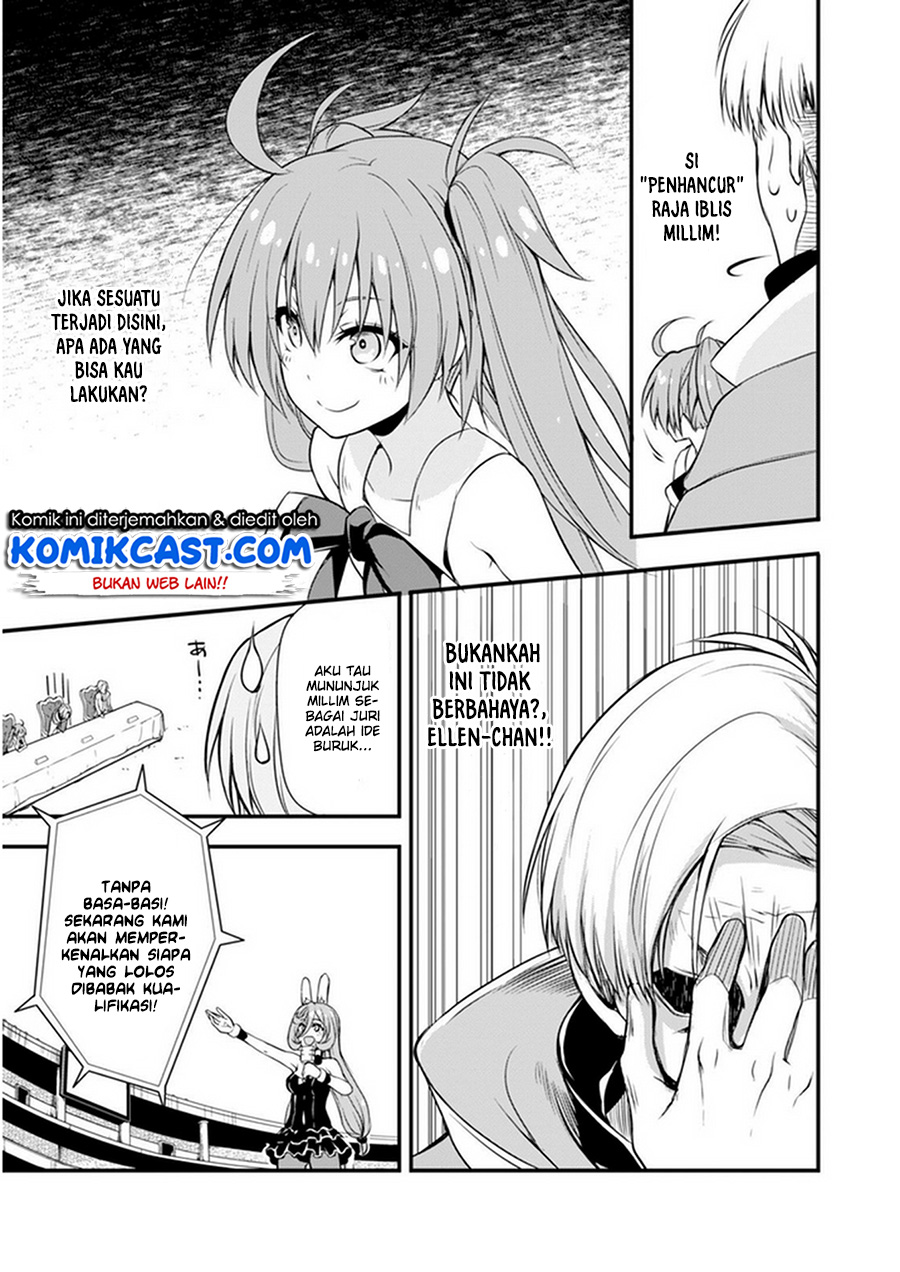 SI
"PENHANCUR"
RAJA IBLIS
MILLIM!
JIKA SESUATU
TERJADI DISINI,
APA ADA YANG
BISA KAU
LAKUKAN?
Komik ini diterjemahkan & diedit oleh
KOMIKCAST.COM
BUKAN WEB LAIN!!
BUKANKAH
INI TIDAK
BERBAHAYA?,
ELLEN-CHAN!!
AKU TAU
MUNUNJUK
MILLIM SE-
BAGAI JURI
ADALAH IDE
BURUK...
あー…
TANPA
BASA-BASI!
SEKARANG KAMI
AKAN MEMPER-
KENALKAN SIAPA
YANG LOLOS
DIBABAK KUA-
LIFIKASI!